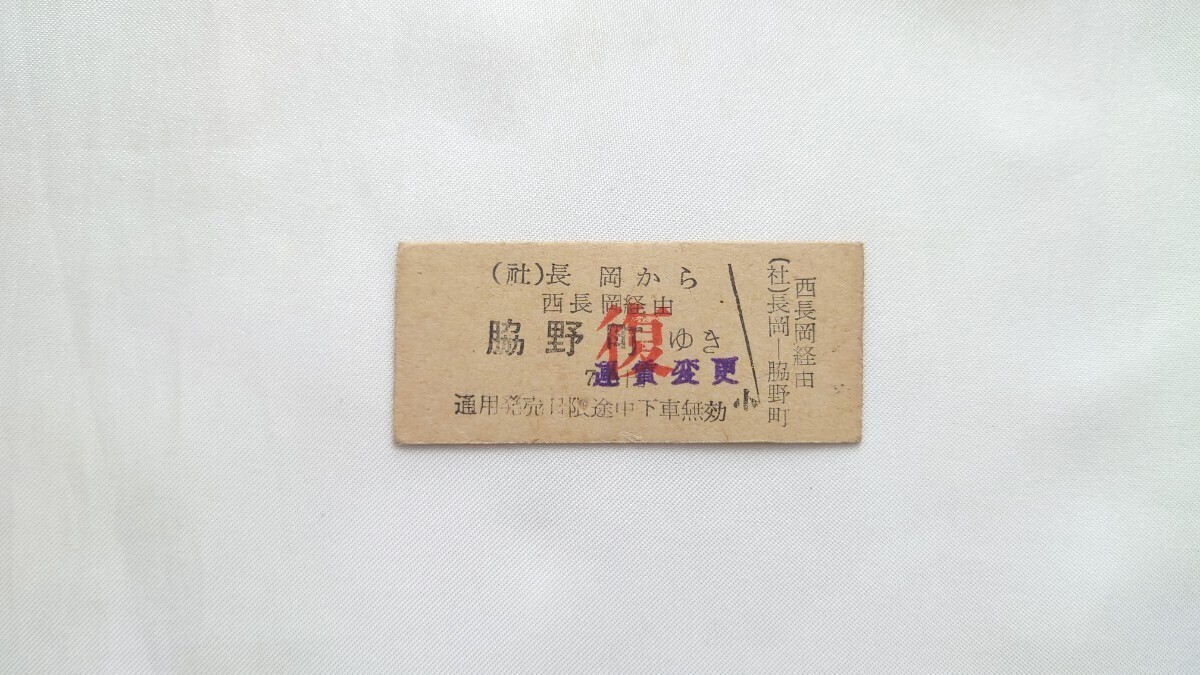 (社)長岡から
西長岡経由
脇野町ゆき
復
運賃変更
通用発売日限途中下車無効
小
西長岡経由
(社)長岡―脇野町